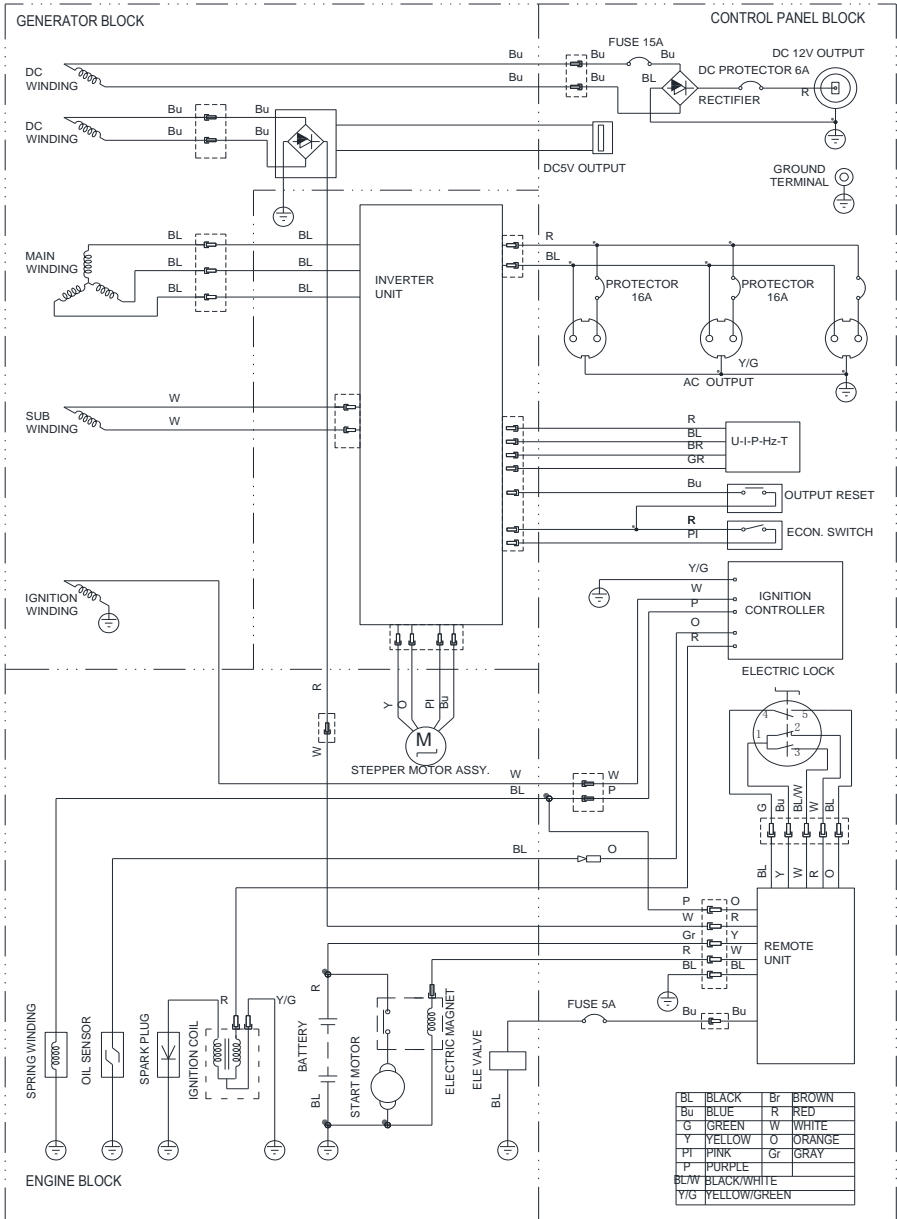 GENERATOR BLOCK
CONTROL PANEL BLOCK
FUSE 15A
DC 12V OUTPUT
Bu Bu Bu
DC
WINDING
Bu Bu
BL
DC PROTECTOR 6A
RECTIFIER
R
DC
WINDING
Bu Bu
Bu Bu
DC5V OUTPUT
GROUND
TERMINAL
MAIN
WINDING
BL BL
BL BL
BL BL
INVERTER
UNIT
R
BL
PROTECTOR
16A
PROTECTOR
16A
Y/G
AC OUTPUT
SUB
WINDING
W
W
R
BL
BR
GR
U-I-P-Hz-T
Bu
OUTPUT RESET
R
PI
ECON. SWITCH
IGNITION
WINDING
Y/G
W
P
O
R
IGNITION
CONTROLLER
ELECTRIC LOCK
4 5
1 2
3
R
W
Y O PI Bu
M
STEPPER MOTOR ASSY.
W W
BL P
G Bu BL/W W BL
BL O
BL Y W R O
P O
W R
Gr Y
R W
BL BL
REMOTE
UNIT
FUSE 5A
Bu Bu
R Y/G
R
SPRING WINDING
OIL SENSOR
SPARK PLUG
IGNITION COIL
BATTERY
BL
START MOTOR
ELECTRIC MAGNET
ELE VALVE
BL
ENGINE BLOCK
BL BLACK Br BROWN
Bu BLUE R RED
G GREEN W WHITE
Y YELLOW O ORANGE
PI PINK Gr GRAY
P PURPLE
BL/W BLACK/WHITE
Y/G YELLOW/GREEN